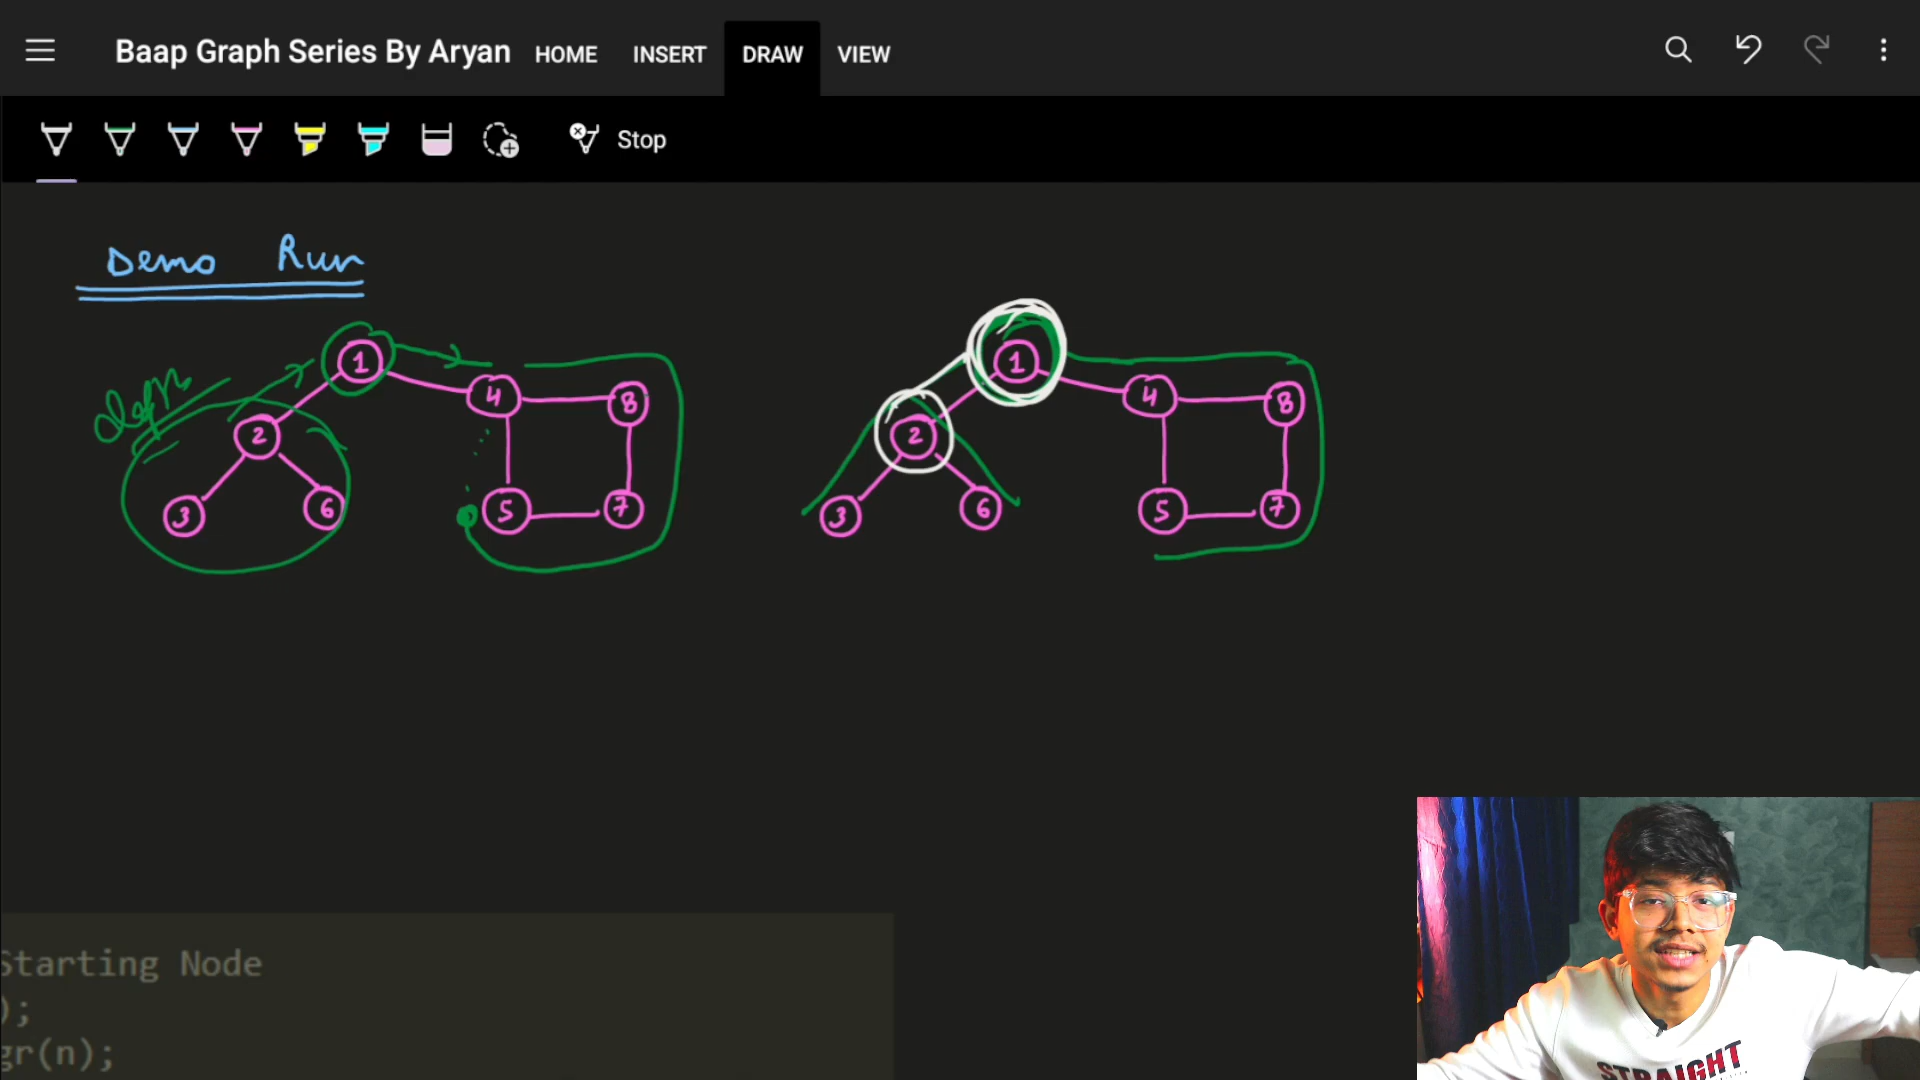 Baap Graph Series By Aryan HOME INSERT DRAW VIEW
Stop
Demo Run
1 4 8 2 3 6 5 7
1 4 8 2 3 6 5 7
Starting Node
);
gr(n);
STRAIGHT